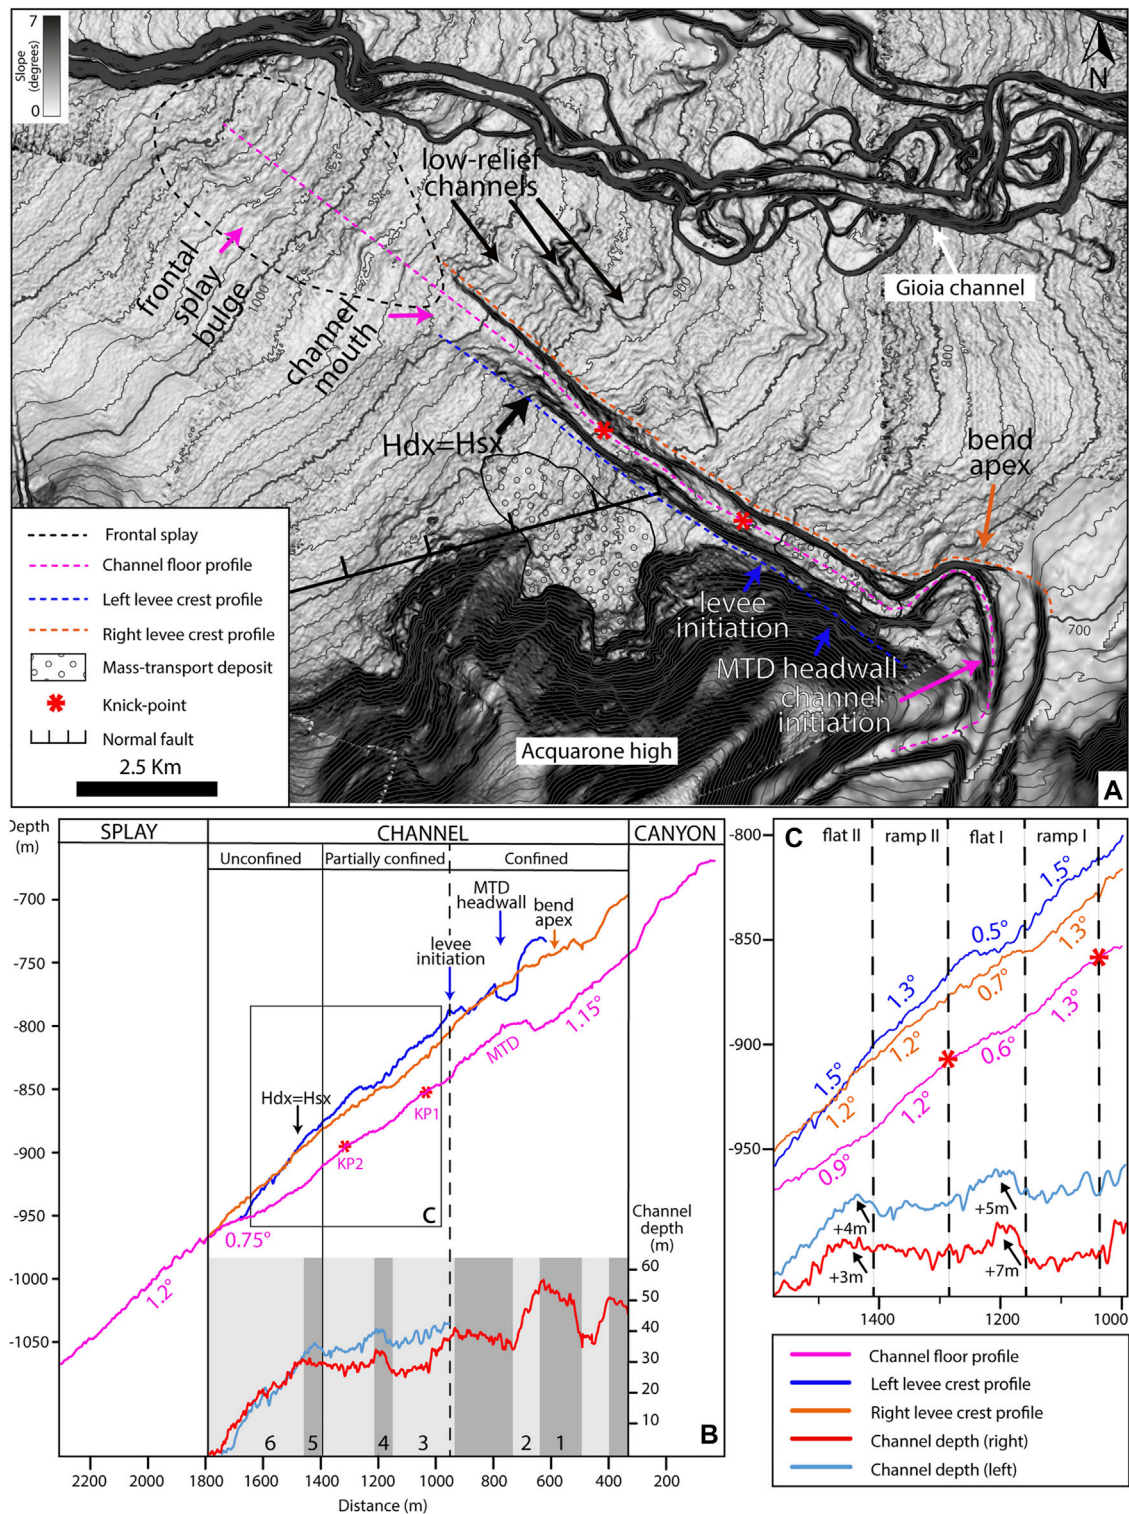 7
Slope
(degrees)
0
N
low-relief
channels
frontal
splay
bulge
1000
channel
mouth
900
800
Gioia channel
Hdx=Hsx
bend
apex
levee
initiation
MTD headwall
channel
initiation
700
Acquarone high
A
Frontal splay
Channel floor profile
Left levee crest profile
Right levee crest profile
Mass-transport deposit
Knick-point
Normal fault
2.5 Km
Depth
(m)
SPLAY
CHANNEL
CANYON
Unconfined
Partially confined
Confined
-700
-750
-800
-850
-900
-950
-1000
-1050
MTD
headwall
bend
apex
levee
initiation
1.15°
MTD
Hdx=Hsx
KP1
KP2
C
0.75°
1.2°
Channel
depth
(m)
60
50
40
30
20
10
6
5
4
3
2
1
B
2200
2000
1800
1600
1400
1200
1000
800
600
400
200
Distance (m)
C
flat II
ramp II
flat I
ramp I
-800
-850
-900
-950
1.5°
0.5°
1.3°
0.7°
1.3°
1.3°
1.2°
0.6°
1.5°
1.2°
1.2°
0.9°
+4m
+5m
+3m
+7m
1400
1200
1000
Channel floor profile
Left levee crest profile
Right levee crest profile
Channel depth (right)
Channel depth (left)